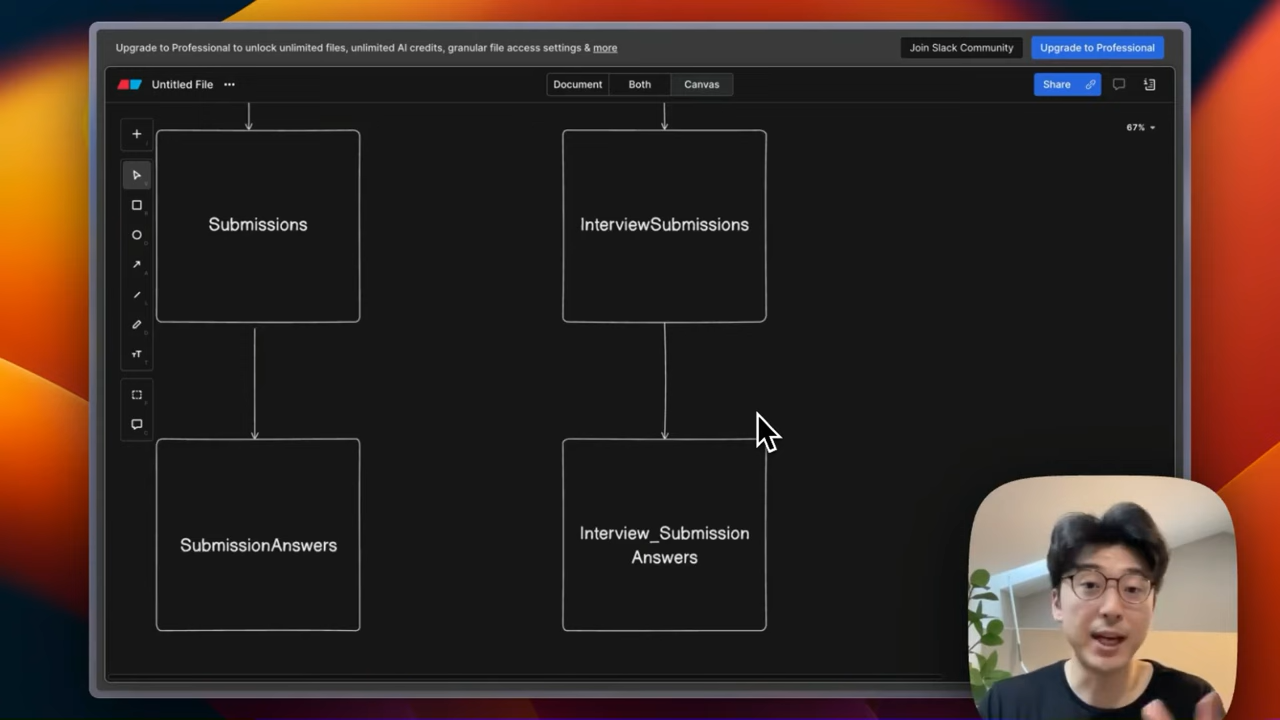 Upgrade to Professional to unlock unlimited files, unlimited AI credits, granular file access settings & more
Join Slack Community
Upgrade to Professional
Untitled File
Document
Both
Canvas
Share
67%
Submissions
InterviewSubmissions
SubmissionAnswers
Interview_Submission
Answers